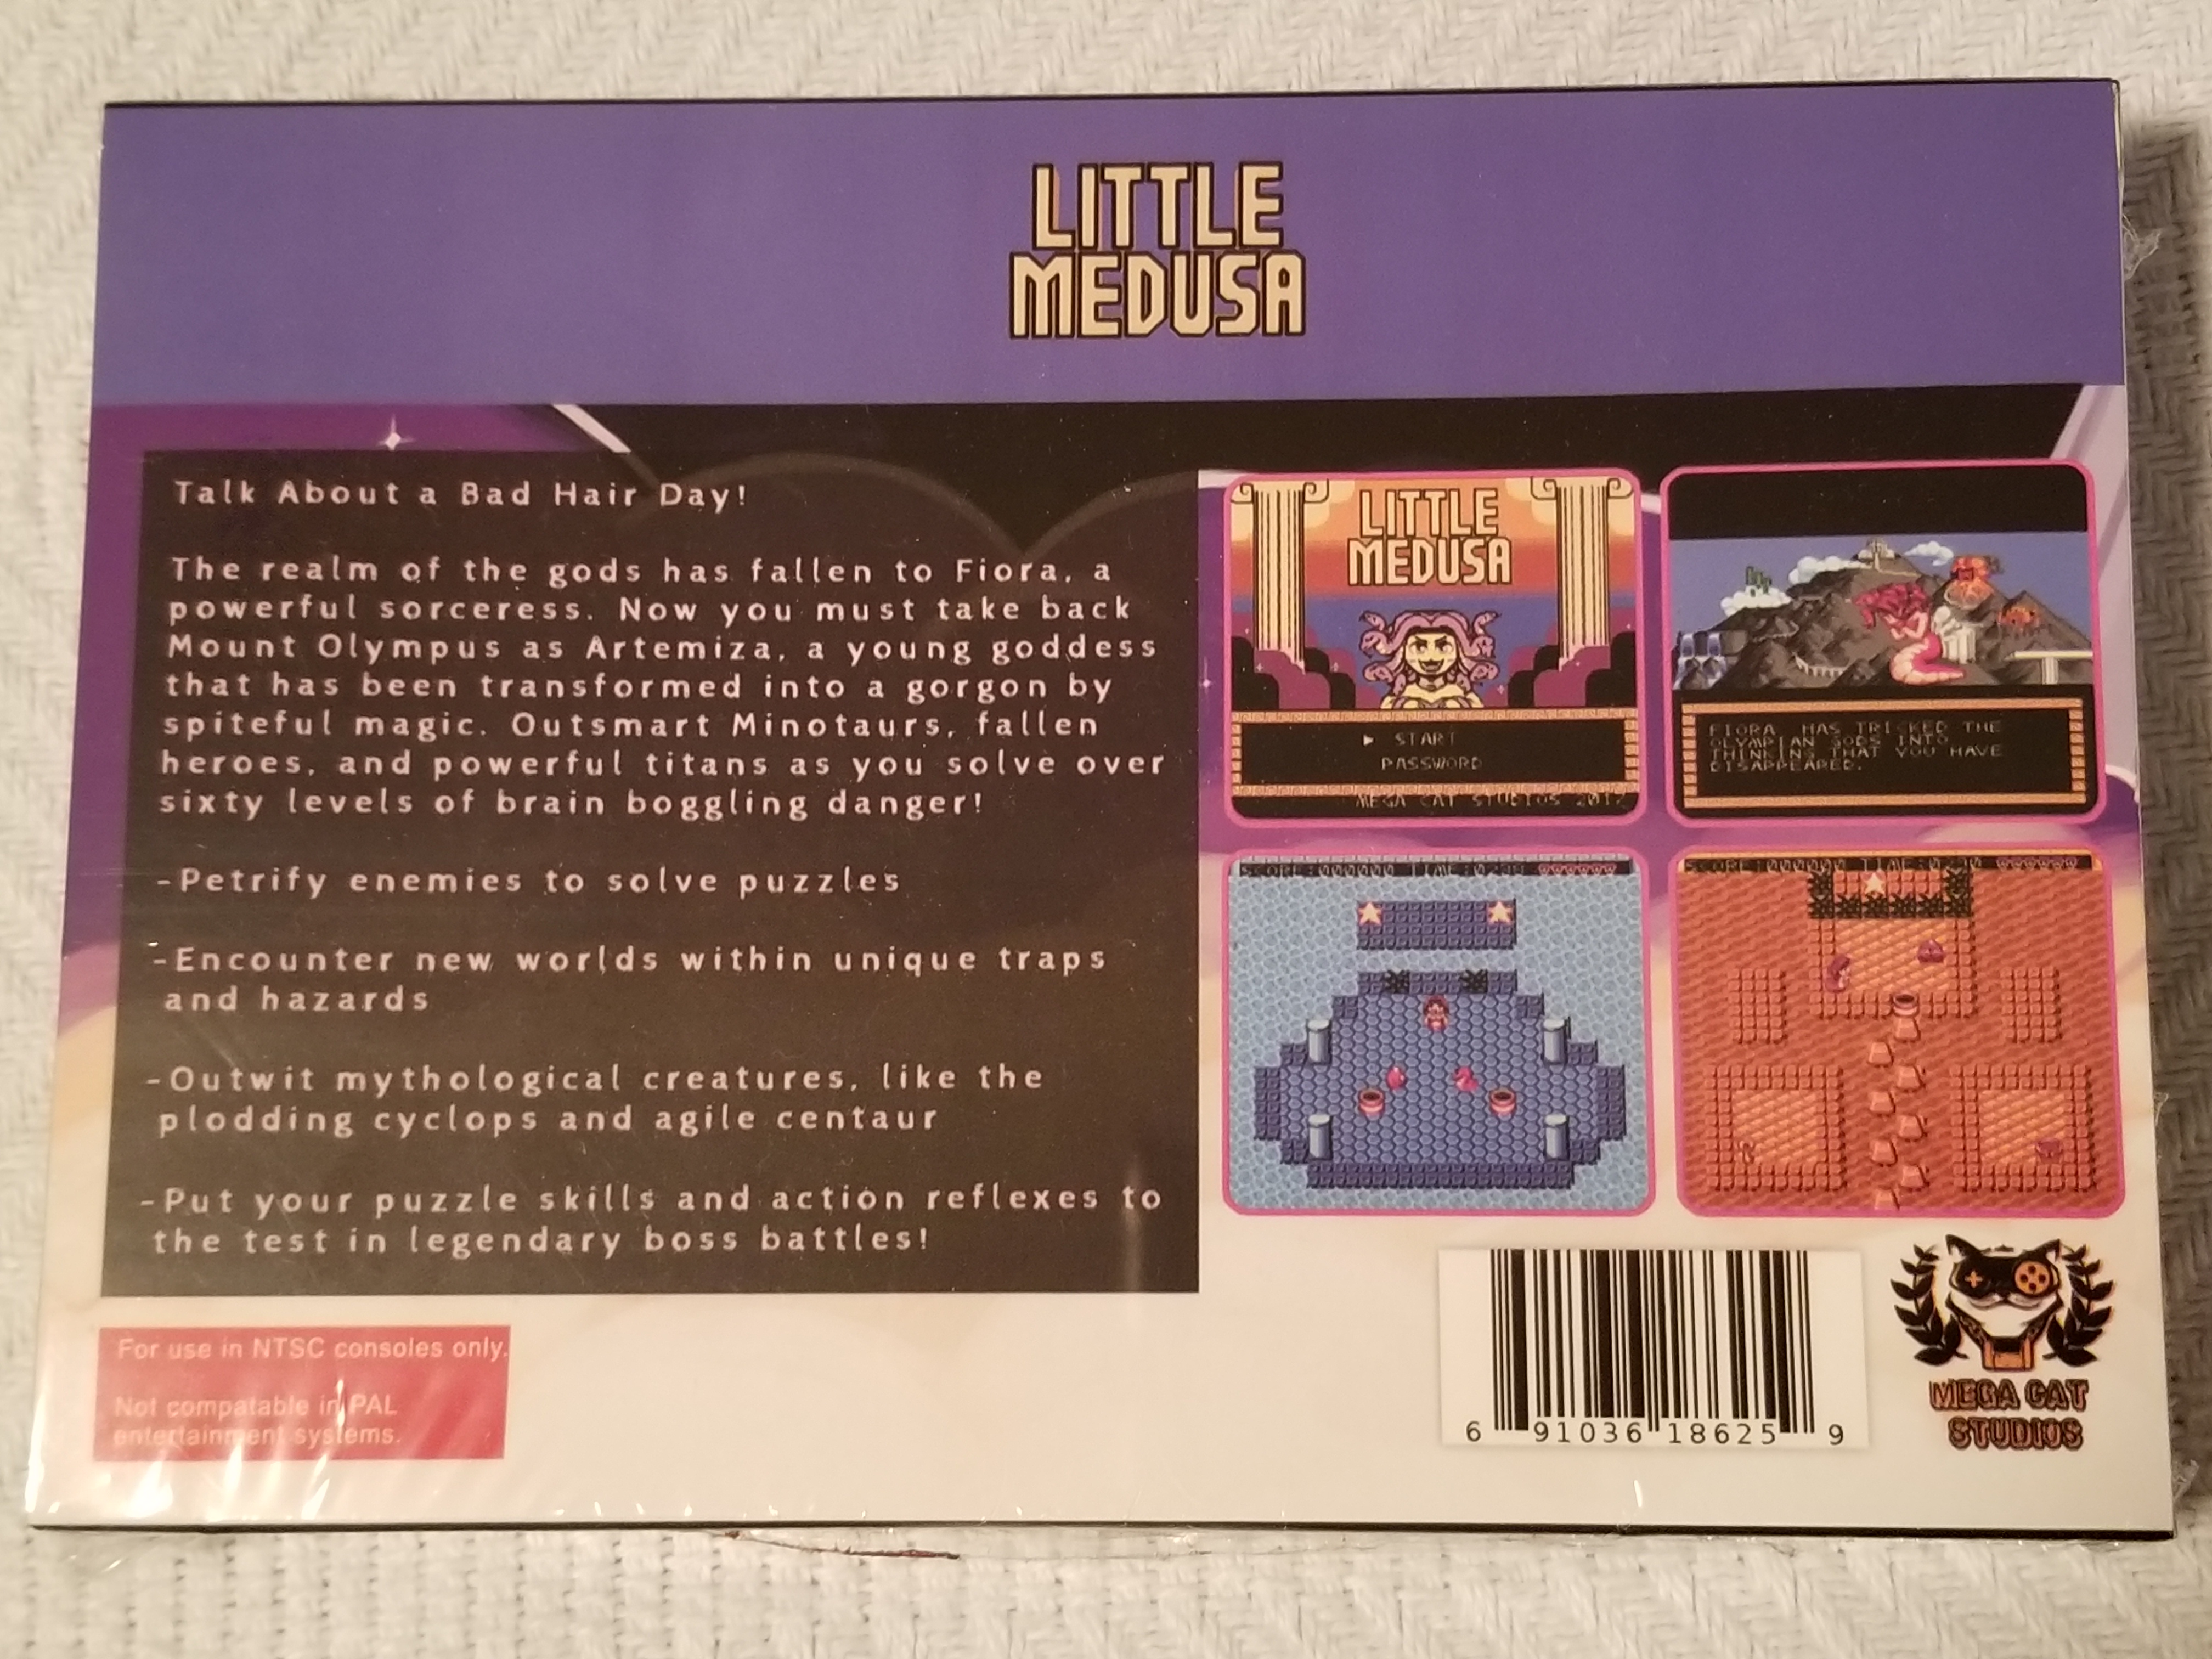 LITTLE
MEDUSA
Talk About a Bad Hair Day!
The realm of the gods has fallen to Fiora, a
powerful sorceress. Now you must take back
Mount Olympus as Artemiza, a young goddess
that has been transformed into a gorgon by
spiteful magic. Outsmart Minotaurs, fallen
heroes, and powerful titans as you solve over
sixty levels of brain boggling danger!
-Petrify enemies to solve puzzles
-Encounter new worlds within unique traps
and hazards
-Outwit mythological creatures, like the
plodding cyclops and agile centaur
-Put your puzzle skills and action reflexes to
the test in legendary boss battles!
LITTLE
MEDUSA
START
PASSWORD
MEGA CAT STUDIOS
FIORA HAS TRICKED THE
OLYMPIAN GODS INTO
THINKING THAT YOU HAVE
DISAPPEARED.
SCORE:000000 TIME:
SCORE:000000 TIME:
For use in NTSC consoles only.
Not compatable in PAL
entertainment systems.
6 91036 18625 9
MEGA CAT
STUDIOS